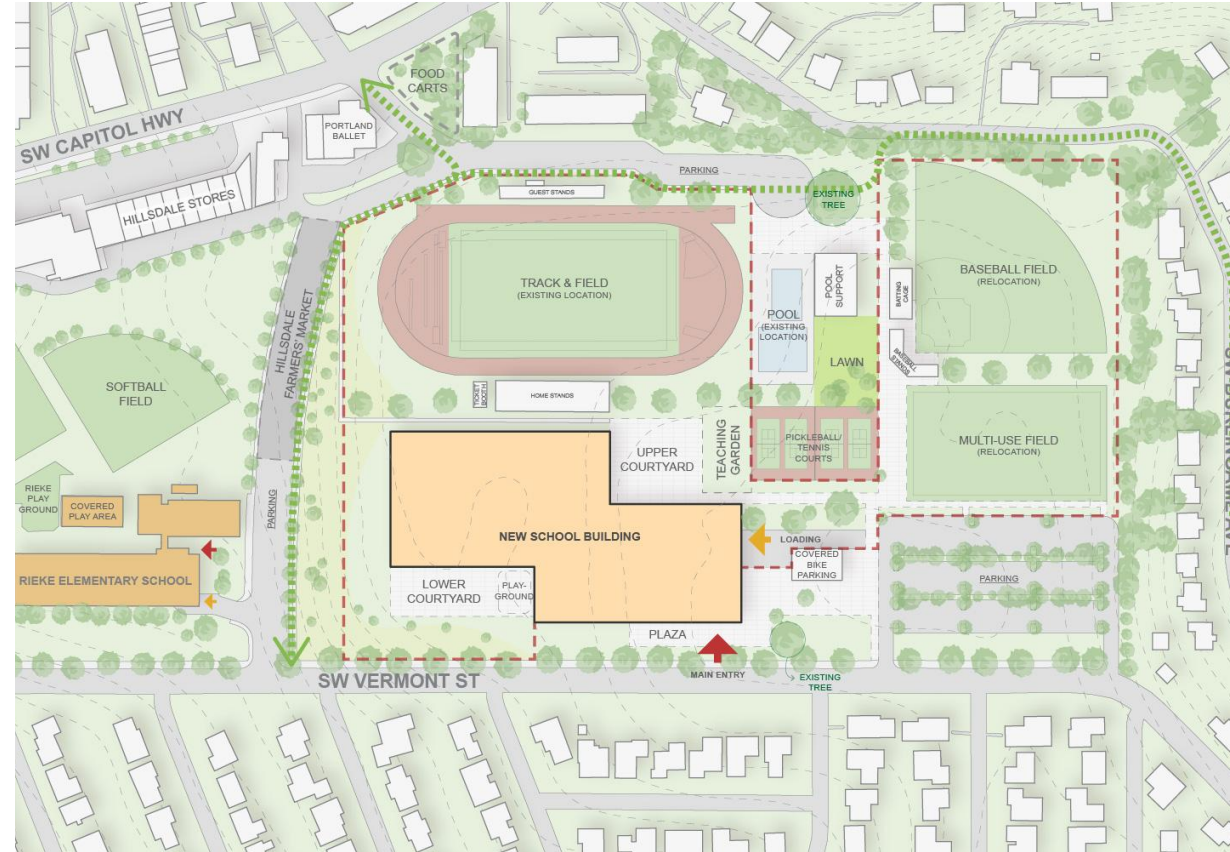 FOOD
CARTS
SW CAPITOL HWY
PORTLAND
BALLET
PARKING
HILLSDALE STORES
GUEST STANDS
EXISTING
TREE
TRACK & FIELD
(EXISTING LOCATION)
POOL
SUPPORT
POOL
(EXISTING
LOCATION)
LAWN
BATTING
CAGE
BASEBALL FIELD
(RELOCATION)
BASEBALL
HILLSDALE
FARMERS' MARKET
SOFTBALL
FIELD
TICKET
BOOTH
HOME STANDS
UPPER
COURTYARD
TEACHING
GARDEN
PICKLEBALL/
TENNIS
COURTS
MULTI-USE FIELD
(RELOCATION)
RIEKE
PLAY
GROUND
COVERED
PLAY AREA
PARKING
NEW SCHOOL BUILDING
LOADING
COVERED
BIKE
PARKING
PARKING
RIEKE ELEMENTARY SCHOOL
LOWER
COURTYARD
PLAY-
GROUND
PLAZA
MAIN ENTRY
EXISTING
TREE
SW VERMONT ST